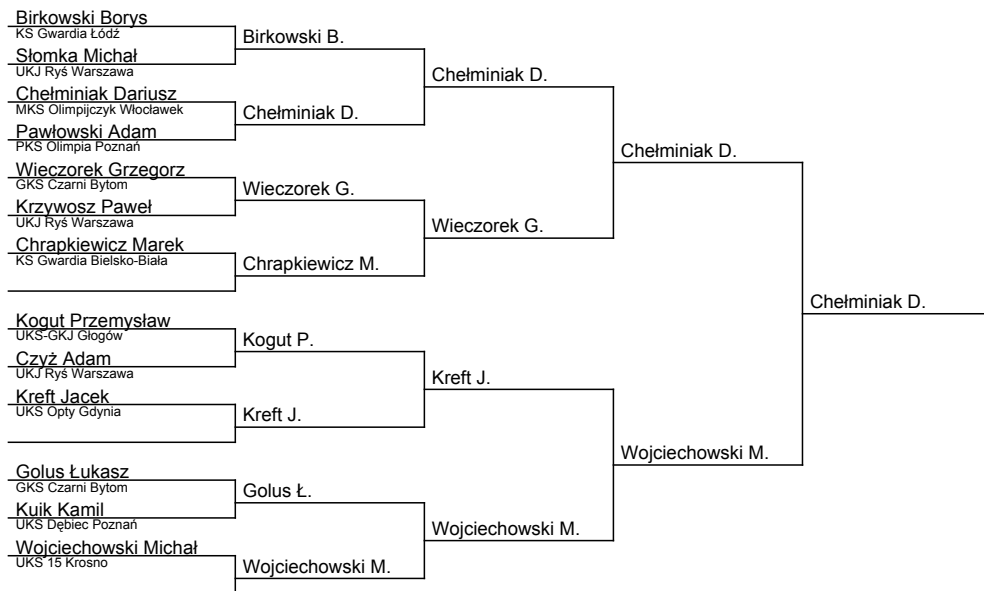 Birkowski Borys
KS Gwardia Łódź
Słomka Michał
UKJ Ryś Warszawa
Chełminiak Dariusz
MKS Olimpijczyk Włocławek
Pawłowski Adam
PKS Olimpia Poznań
Wieczorek Grzegorz
GKS Czarni Bytom
Krzywosz Paweł
UKJ Ryś Warszawa
Chrapkiewicz Marek
KS Gwardia Bielsko-Biała
Kogut Przemysław
UKS-GKJ Głogów
Czyż Adam
UKJ Ryś Warszawa
Kreft Jacek
UKS Opty Gdynia
Golus Łukasz
GKS Czarni Bytom
Kuik Kamil
UKS Dębiec Poznań
Wojciechowski Michał
UKS 15 Krosno
Birkowski B.
Chełminiak D.
Wieczorek G.
Chrapkiewicz M.
Kogut P.
Kreft J.
Golus Ł.
Wojciechowski M.
Chełminiak D.
Wieczorek G.
Kreft J.
Wojciechowski M.
Chełminiak D.
Wojciechowski M.
Chełminiak D.